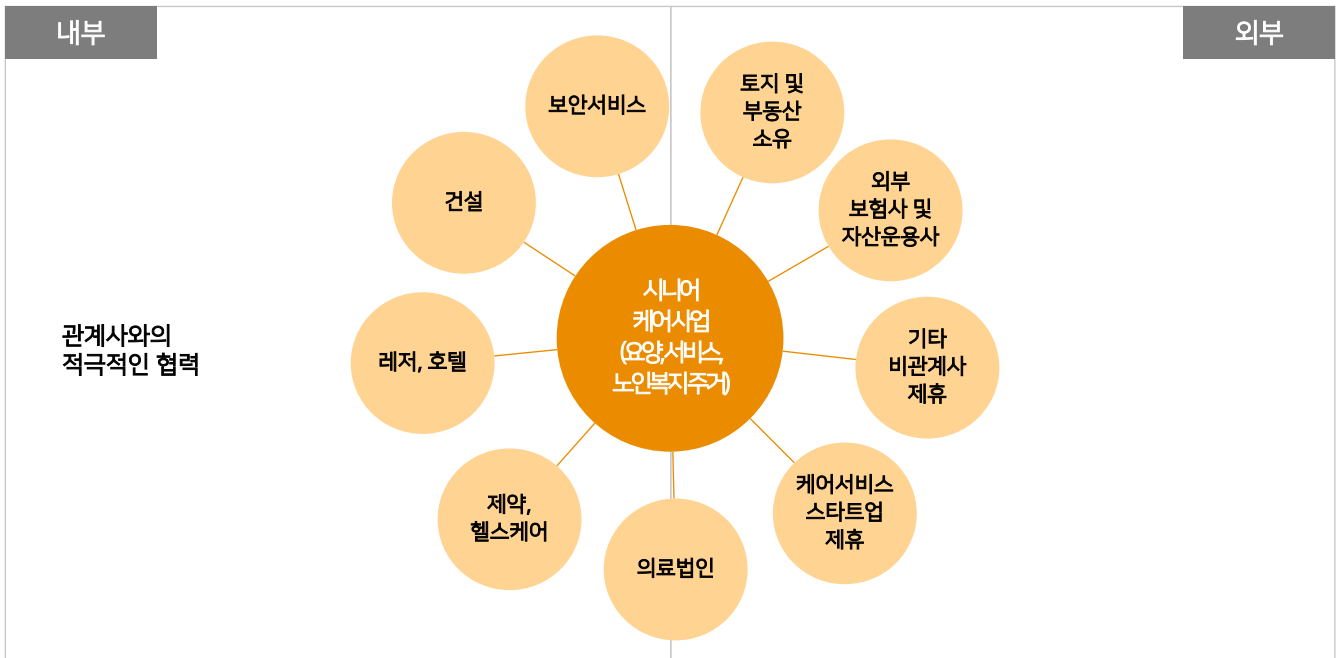 내부
외부
보안서비스
건설
레저, 호텔
제약,
헬스케어
의료법인
토지 및
부동산
소유
외부
보험사 및
자산운용사
기타
비관계사
제휴
케어서비스
스타트업
제휴
시니어
케어사업
(요양,서비스,
노인복지주거)
관계사와의
적극적인 협력